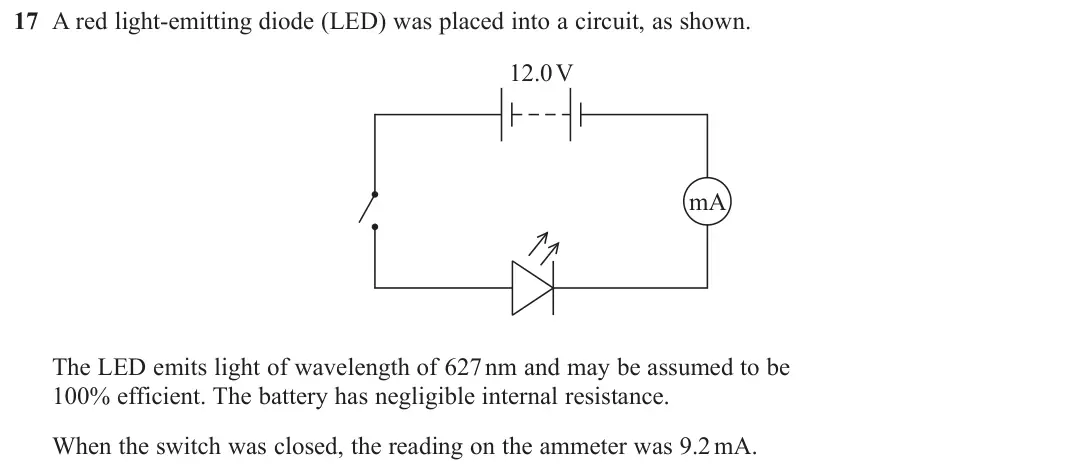 17 A red light-emitting diode (LED) was placed into a circuit, as shown.
12.0 V
mA
The LED emits light of wavelength of 627 nm and may be assumed to be
100% efficient. The battery has negligible internal resistance.
When the switch was closed, the reading on the ammeter was 9.2 mA.